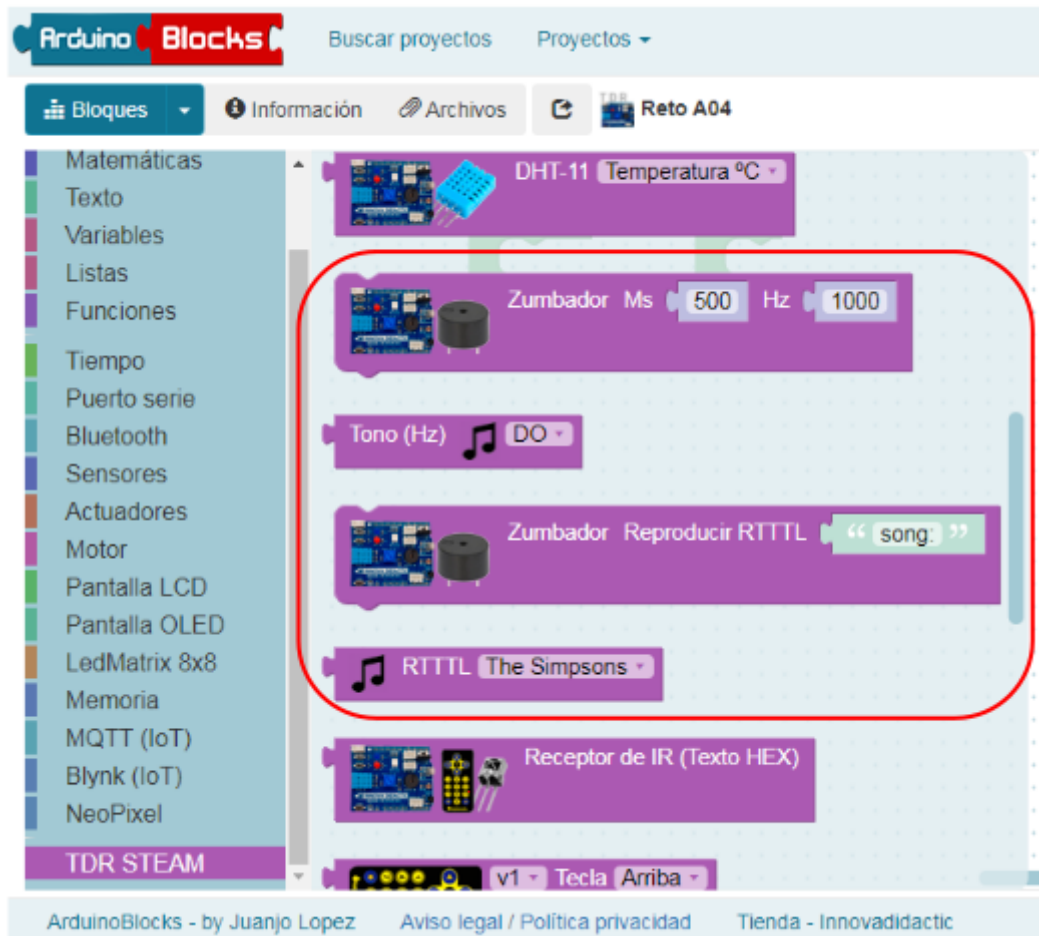 Arduino Blocks Buscar proyectos Proyectos
Bloques Información Archivos Reto A04
Matemáticas
Texto
Variables
Listas
Funciones
Tiempo
Puerto serie
Bluetooth
Sensores
Actuadores
Motor
Pantalla LCD
Pantalla OLED
LedMatrix 8x8
Memoria
MQTT (IoT)
Blynk (IoT)
NeoPixel
TDR STEAM
DHT-11 Temperatura ºC
Zumbador Ms 500 Hz 1000
Tono (Hz) DO
Zumbador Reproducir RTTTL “ song: ”
RTTTL The Simpsons
Receptor de IR (Texto HEX)
v1 Tecla Arriba
ArduinoBlocks - by Juanjo Lopez Aviso legal / Política privacidad Tienda - Innovadidactic